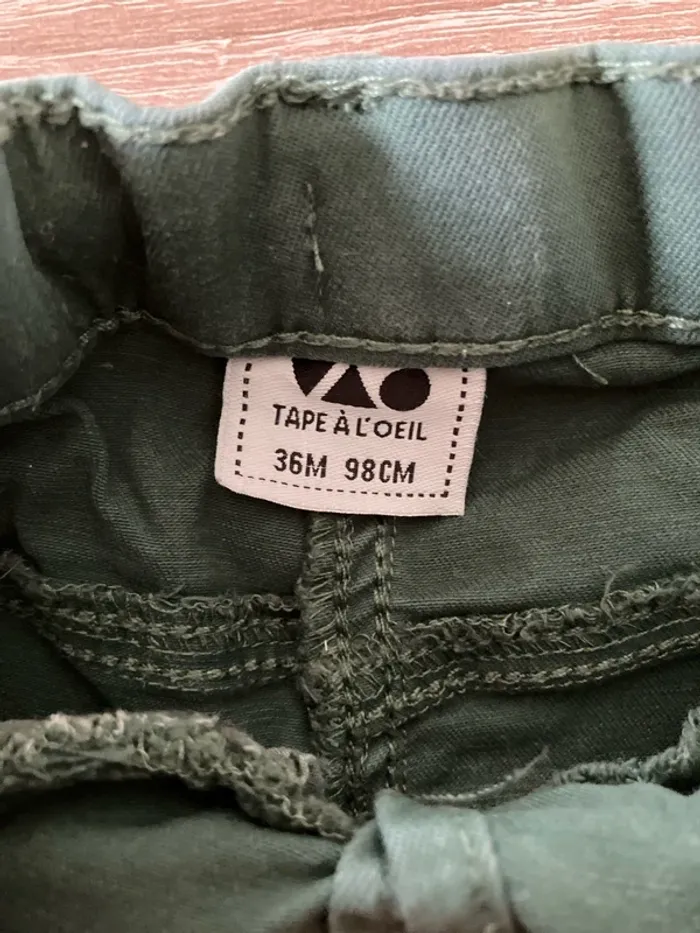 TAPE À L'OEIL
36M 98CM